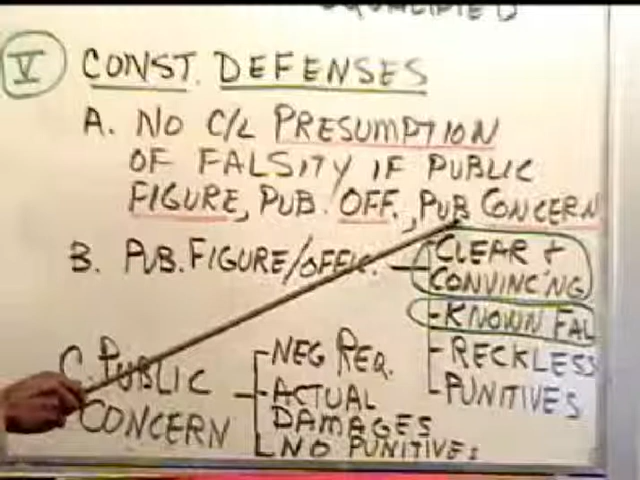 QUALIFIED
V CONST. DEFENSES
A. NO C/L PRESUMPTION
OF FALSITY IF PUBLIC
FIGURE, PUB. OFF., PUB CONCERN
B. PUB. FIGURE/OFFIC. - CLEAR +
CONVINC'NG
- KNOWN FAL
- RECKLESS
- PUNITIVES
C. PUBLIC
CONCERN
- NEG REQ.
- ACTUAL
DAMAGES
- NO PUNITIVES